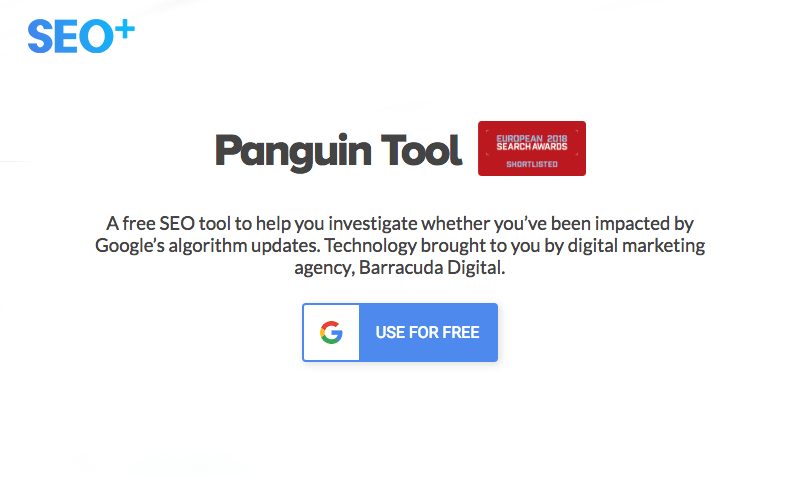 SEO+
Panguin Tool
EUROPEAN 2018
SEARCH AWARDS
SHORTLISTED
A free SEO tool to help you investigate whether you’ve been impacted by
Google’s algorithm updates. Technology brought to you by digital marketing
agency, Barracuda Digital.
G USE FOR FREE